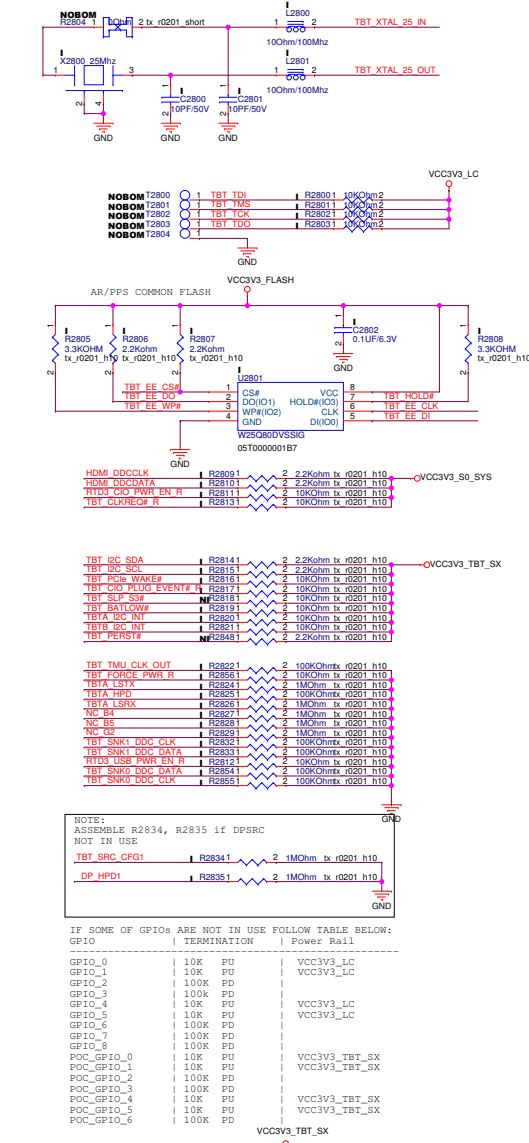 NOBOM
R2804 1 0Ohm 2 tx_r0201_short
L2800
1 2 TBT_XTAL_25_IN
10Ohm/100Mhz
X2800 25Mhz
1 3
2 4
L2801
1 2 TBT_XTAL_25_OUT
10Ohm/100Mhz
C2800
10PF/50V
C2801
10PF/50V
GND GND GND
VCC3V3_LC
NOBOM T2800 1 TBT_TDI R2800 1 10KOhm 2
NOBOM T2801 1 TBT_TMS R2801 1 10KOhm 2
NOBOM T2802 1 TBT_TCK R2802 1 10KOhm 2
NOBOM T2803 1 TBT_TDO R2803 1 10KOhm 2
NOBOM T2804 1
GND
VCC3V3_FLASH
AR/PPS COMMON FLASH
R2805
3.3KOHM
tx_r0201_h10
R2806
2.2Kohm
tx_r0201_h10
R2807
2.2Kohm
tx_r0201_h10
C2802
0.1UF/6.3V
GND
R2808
3.3KOHM
tx_r0201_h10
U2801
TBT_EE_CS# 1 CS# VCC 8
TBT_EE_DO 2 DO(IO1) HOLD#(IO3) 7 TBT_HOLD#
TBT_EE_WP# 3 WP#(IO2) CLK 6 TBT_EE_CLK
4 GND DI(IO0) 5 TBT_EE_DI
W25Q80DVSSIG
05T0000001B7
GND
HDMI_DDCCLK R2809 1 2 2.2Kohm tx_r0201_h10 VCC3V3_S0_SYS
HDMI_DDCDATA R2810 1 2 2.2Kohm tx_r0201_h10
RTD3_CIO_PWR_EN_R R2811 1 2 10KOhm tx_r0201_h10
TBT_CLKREQ#_R R2813 1 2 10KOhm tx_r0201_h10
TBT_I2C_SDA R2814 1 2 2.2Kohm tx_r0201_h10 VCC3V3_TBT_SX
TBT_I2C_SCL R2815 1 2 2.2Kohm tx_r0201_h10
TBT_PCIe_WAKE# R2816 1 2 10KOhm tx_r0201_h10
TBT_CIO_PLUG_EVENT#_R R2817 1 2 10KOhm tx_r0201_h10
TBT_SLP_S3# NI R2818 1 2 10KOhm tx_r0201_h10
TBT_BATLOW# R2819 1 2 10KOhm tx_r0201_h10
TBTA_I2C_INT R2820 1 2 10KOhm tx_r0201_h10
TBTB_I2C_INT R2821 1 2 10KOhm tx_r0201_h10
TBT_PERST# NI R2848 1 2 2.2Kohm tx_r0201_h10
TBT_TMU_CLK_OUT R2822 1 2 100KOhm tx_r0201_h10
TBT_FORCE_PWR_R R2856 1 2 10KOhm tx_r0201_h10
TBTA_LSTX R2824 1 2 1MOhm tx_r0201_h10
TBTA_HPD R2825 1 2 100KOhm tx_r0201_h10
TBTA_LSRX R2826 1 2 1MOhm tx_r0201_h10
NC_B4 R2827 1 2 1MOhm tx_r0201_h10
NC_B5 R2828 1 2 1MOhm tx_r0201_h10
NC_G2 R2829 1 2 1MOhm tx_r0201_h10
TBT_SNK1_DDC_CLK R2832 1 2 100KOhm tx_r0201_h10
TBT_SNK1_DDC_DATA R2833 1 2 100KOhm tx_r0201_h10
RTD3_USB_PWR_EN_R R2812 1 2 10KOhm tx_r0201_h10
TBT_SNK0_DDC_DATA R2854 1 2 100KOhm tx_r0201_h10
TBT_SNK0_DDC_CLK R2855 1 2 100KOhm tx_r0201_h10
GND
NOTE:
ASSEMBLE R2834, R2835 if DPSRC
NOT IN USE
TBT_SRC_CFG1 R2834 1 2 1MOhm tx_r0201_h10
DP_HPD1 R2835 1 2 1MOhm tx_r0201_h10
GND
IF SOME OF GPIOs ARE NOT IN USE FOLLOW TABLE BELOW:
GPIO | TERMINATION | Power Rail
GPIO_0 | 10K PU | VCC3V3_LC
GPIO_1 | 10K PU | VCC3V3_LC
GPIO_2 | 100K PD |
GPIO_3 | 100k PD |
GPIO_4 | 10K PU | VCC3V3_LC
GPIO_5 | 10K PU | VCC3V3_LC
GPIO_6 | 100K PD |
GPIO_7 | 100K PD |
GPIO_8 | 100K PD |
POC_GPIO_0 | 10K PU | VCC3V3_TBT_SX
POC_GPIO_1 | 10K PU | VCC3V3_TBT_SX
POC_GPIO_2 | 100K PD |
POC_GPIO_3 | 100K PD |
POC_GPIO_4 | 10K PU | VCC3V3_TBT_SX
POC_GPIO_5 | 10K PU | VCC3V3_TBT_SX
POC_GPIO_6 | 100K PD |
VCC3V3_TBT_SX